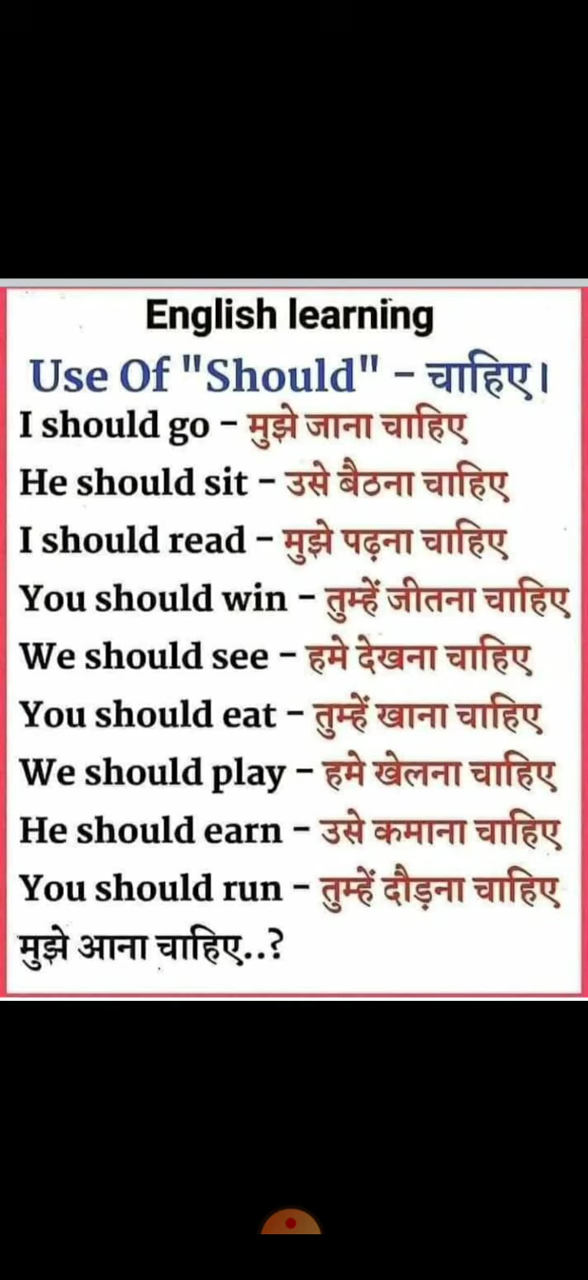 English learning
Use Of "Should" – चाहिए।
I should go – मुझे जाना चाहिए
He should sit – उसे बैठना चाहिए
I should read – मुझे पढ़ना चाहिए
You should win – तुम्हें जीतना चाहिए
We should see – हमे देखना चाहिए
You should eat – तुम्हें खाना चाहिए
We should play – हमे खेलना चाहिए
He should earn – उसे कमाना चाहिए
You should run – तुम्हें दौड़ना चाहिए
मुझे आना चाहिए..?